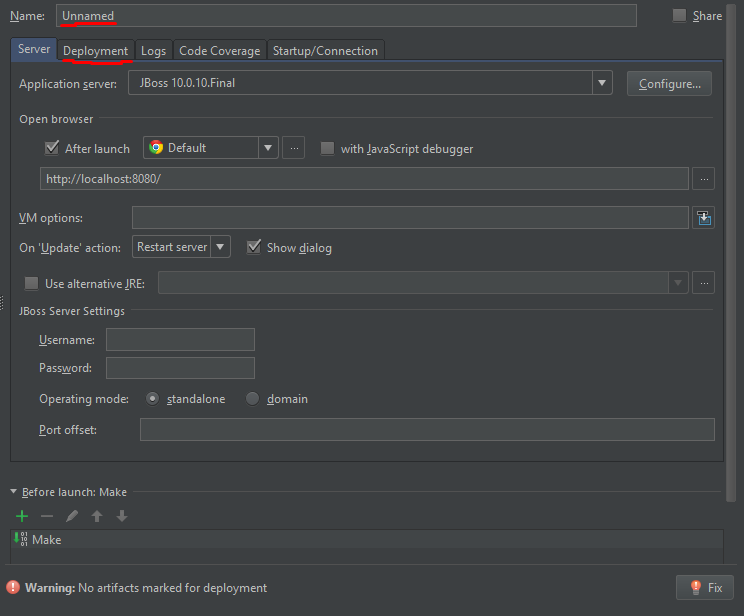 Name: Unnamed Share
Server Deployment Logs Code Coverage Startup/Connection
Application server: JBoss 10.0.10.Final Configure...
Open browser
After launch Default ... with JavaScript debugger
http://localhost:8080/ ...
VM options:
On 'Update' action: Restart server Show dialog
Use alternative JRE: ...
JBoss Server Settings
Username:
Password:
Operating mode: standalone domain
Port offset:
Before launch: Make
Make
Warning: No artifacts marked for deployment Fix